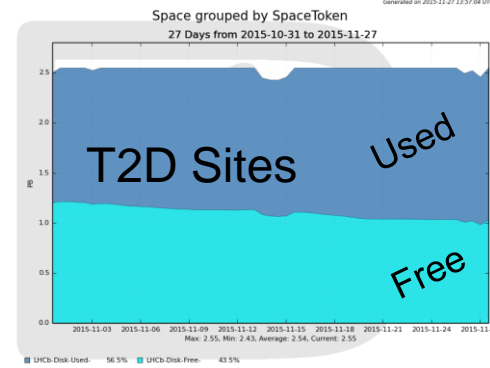 Generated on 2015-11-27 13:57:04 UT
Space grouped by SpaceToken
27 Days from 2015-10-31 to 2015-11-27
2.5
2.0
1.5
1.0
0.5
0.0
PB
T2D Sites
Used
Free
2015-11-03 2015-11-06 2015-11-09 2015-11-12 2015-11-15 2015-11-18 2015-11-21 2015-11-24 2015-11-
Max: 2.55, Min: 2.43, Average: 2.54, Current: 2.55
LHCb-Disk-Used- 56.5% LHCb-Disk-Free- 43.5%